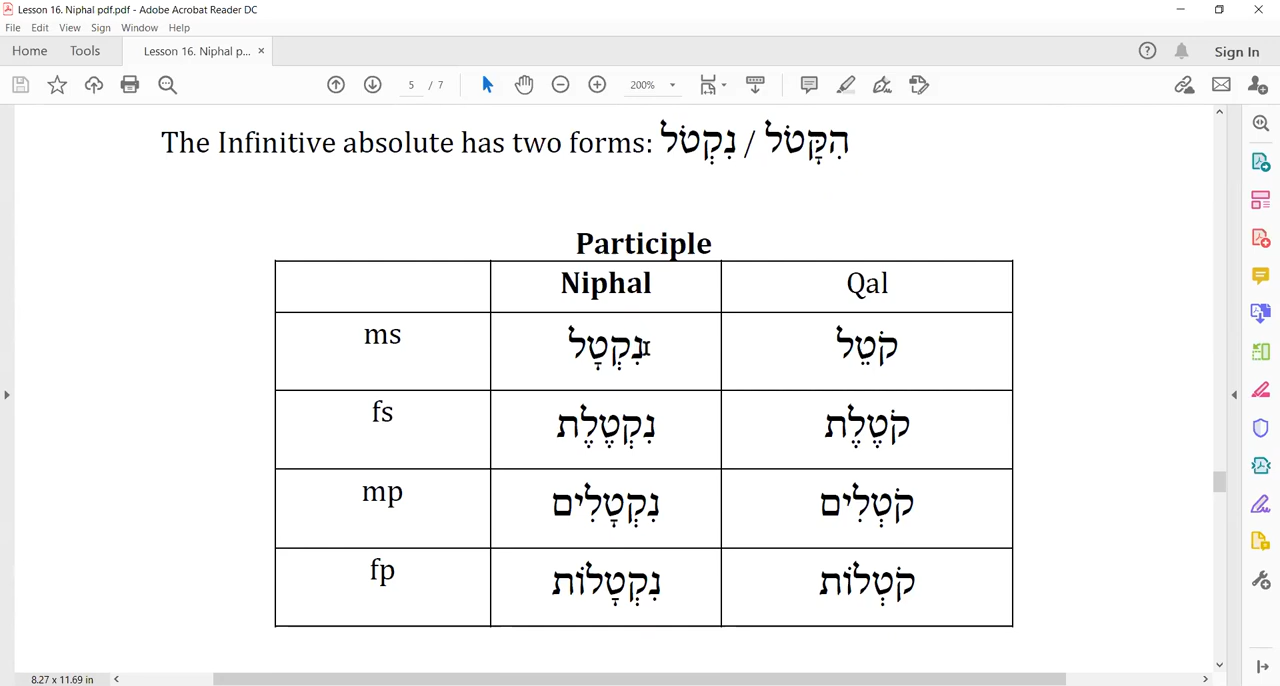 Lesson 16. Niphal pdf.pdf - Adobe Acrobat Reader DC
File Edit View Sign Window Help
Home Tools Lesson 16. Niphal p... × Sign In
5 / 7 200%
The Infinitive absolute has two forms: הִקָּטֹל / נִקְטֹל
Participle
Niphal Qal
ms נִקְטָל קֹטֵל
fs נִקְטֶלֶת קֹטֶלֶת
mp נִקְטָלִים קֹטְלִים
fp נִקְטָלוֹת קֹטְלוֹת
8.27 x 11.69 in